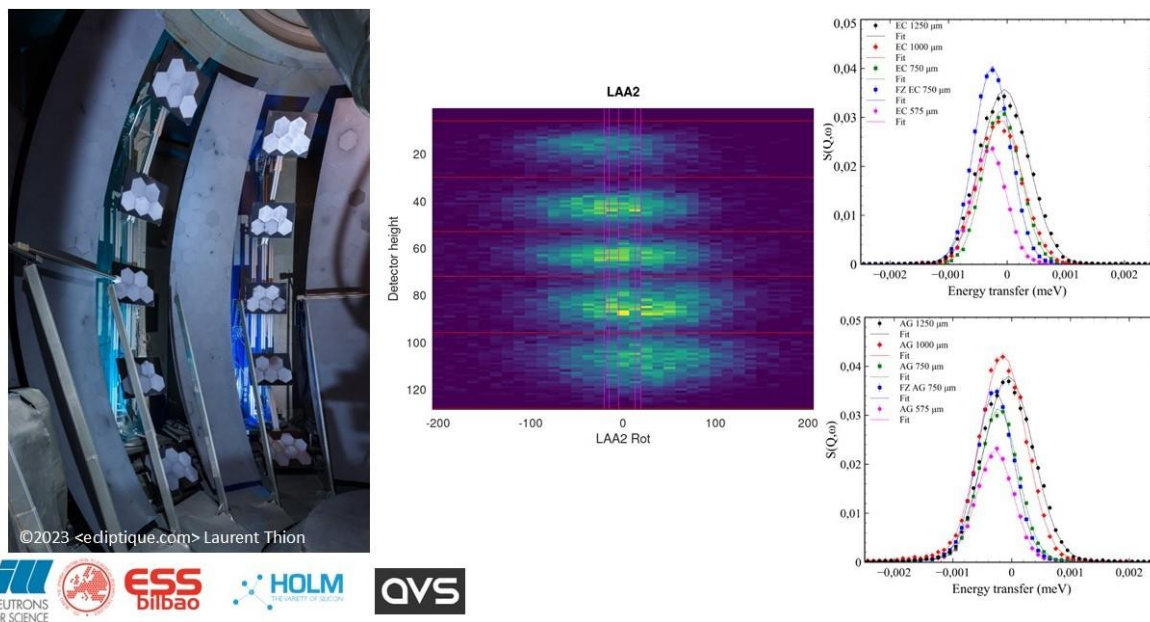 ©2023 <ediptique.com> Laurent Thion
LAA2
Detector height
20
40
60
80
100
120
-200
-100
0
100
200
LAA2 Rot
0,05
0,04
0,03
0,02
0,01
0
S(Q,ω)
EC 1250 μm
Fit
EC 1000 μm
Fit
EC 750 μm
Fit
FZ EC 750 μm
Fit
EC 575 μm
Fit
−0,002
−0,001
0
0,001
0,002
Energy transfer (meV)
0,05
0,04
0,03
0,02
0,01
0
S(Q,ω)
AG 1250 μm
Fit
AG 1000 μm
Fit
AG 750 μm
Fit
FZ AG 750 μm
Fit
AG 575 μm
Fit
−0,002
−0,001
0
0,001
0,002
Energy transfer (meV)
EUTRONS
R SCIENCE
ESS
bilbao
HOLM
THEVARIETY OF SILICON
AVS